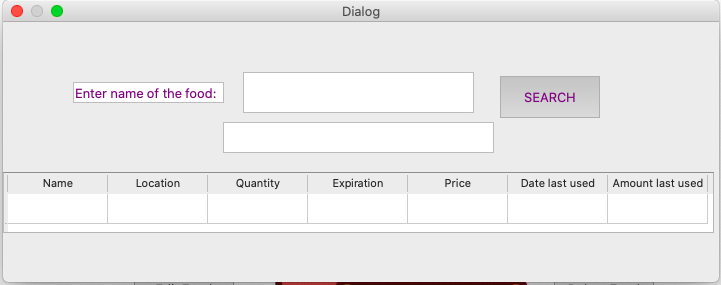 Dialog
Enter name of the food:
SEARCH
Name Location Quantity Expiration Price Date last used Amount last used